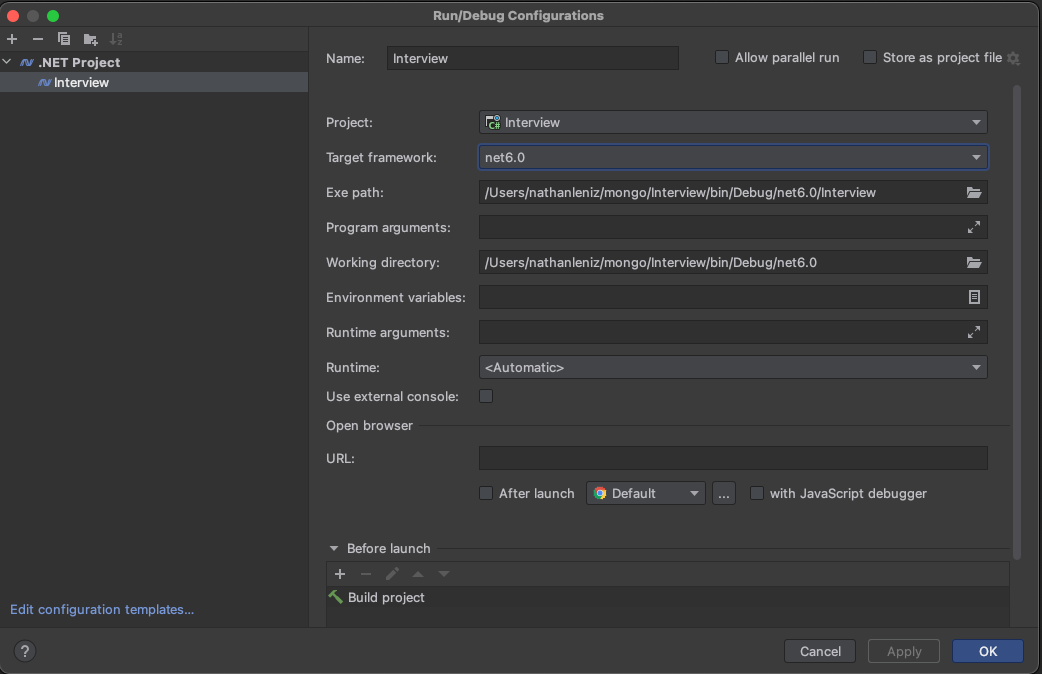 Run/Debug Configurations
.NET Project
Interview
Name: Interview
Allow parallel run
Store as project file
Project: Interview
Target framework: net6.0
Exe path: /Users/nathanleniz/mongo/Interview/bin/Debug/net6.0/Interview
Program arguments:
Working directory: /Users/nathanleniz/mongo/Interview/bin/Debug/net6.0
Environment variables:
Runtime arguments:
Runtime: <Automatic>
Use external console:
Open browser
URL:
After launch Default ... with JavaScript debugger
Before launch
Build project
Edit configuration templates...
? Cancel Apply OK